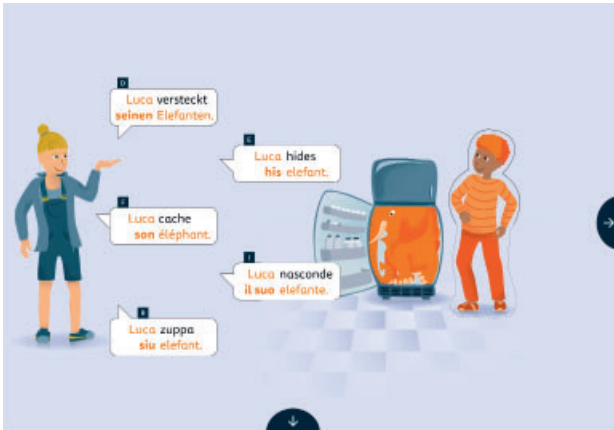 D
Luca versteckt
seinen Elefanten.
E
Luca hides
his elefant.
F
Luca cache
son éléphant.
I
Luca nasconde
il suo elefante.
R
Luca zuppa
siu elefant.